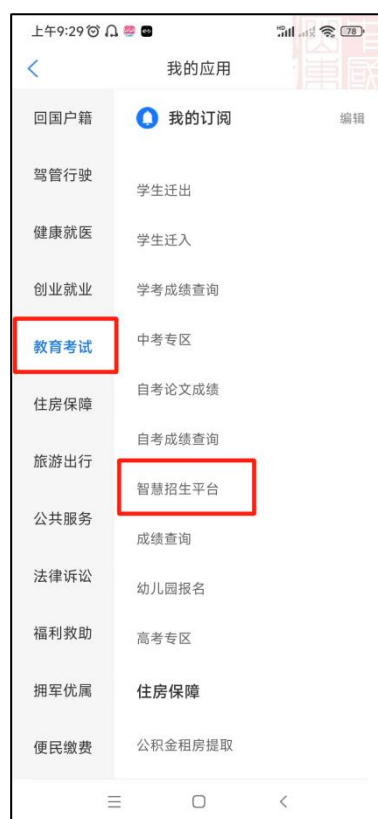 上午9:29
78
我的应用
回国户籍
我的订阅
编辑
驾管行驶
学生迁出
健康就医
学生迁入
创业就业
学考成绩查询
教育考试
中考专区
住房保障
自考论文成绩
自考成绩查询
旅游出行
智慧招生平台
公共服务
成绩查询
法律诉讼
幼儿园报名
福利救助
高考专区
拥军优属
住房保障
便民缴费
公积金租房提取